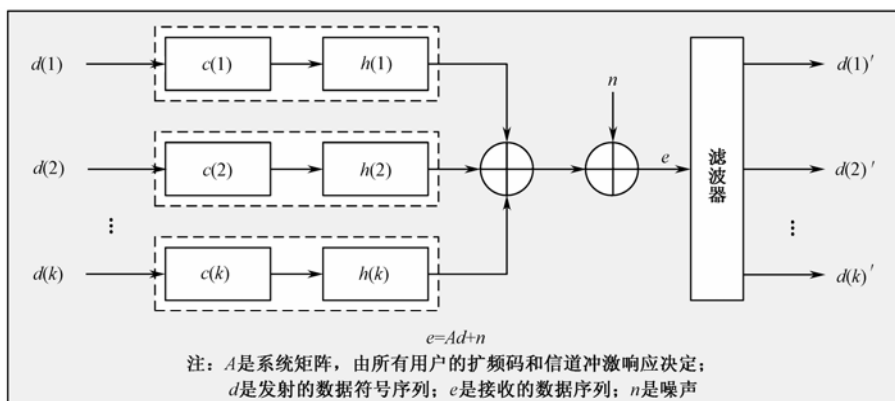 d(1) c(1) h(1) d(1)′
n
d(2) c(2) h(2) e 滤波器 d(2)′
⋮ ⋮
d(k) c(k) h(k) d(k)′
e=Ad+n
注：A是系统矩阵，由所有用户的扩频码和信道冲激响应决定；
d是发射的数据符号序列；e是接收的数据序列；n是噪声